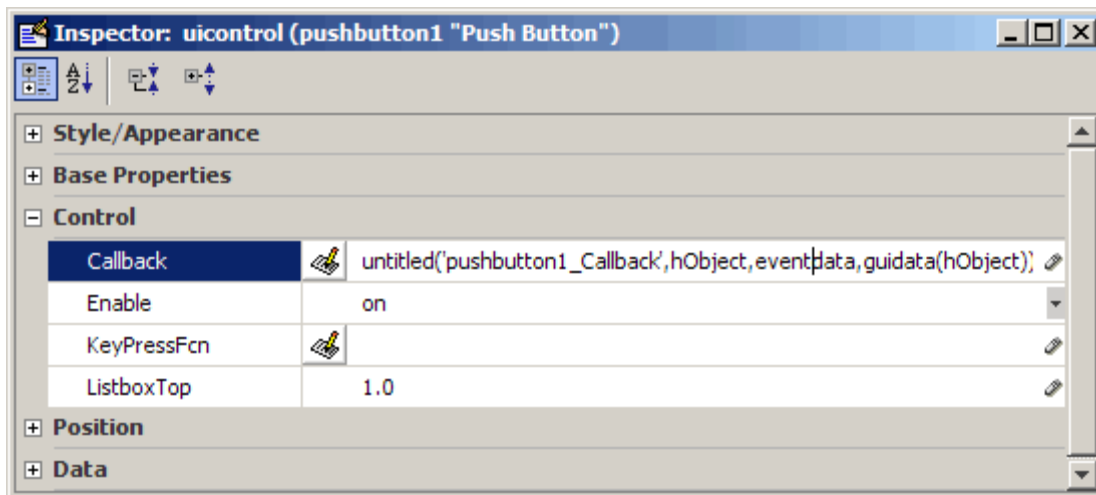 Inspector: uicontrol (pushbutton1 "Push Button")
Style/Appearance
Base Properties
Control
Callback untitled('pushbutton1_Callback',hObject,eventdata,guidata(hObject))
Enable on
KeyPressFcn
ListboxTop 1.0
Position
Data